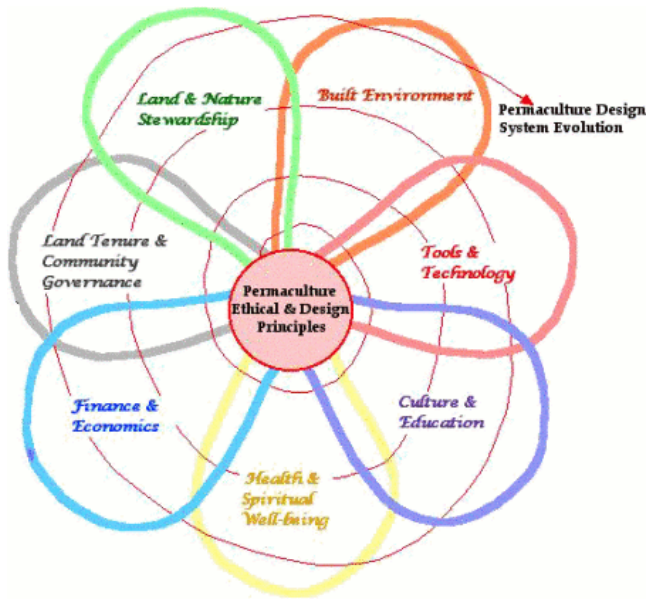 Land & Nature
Stewardship
Built Environment
Permaculture Design
System Evolution
Land Tenure &
Community
Governance
Tools &
Technology
Permaculture
Ethical & Design
Principles
Finance &
Economics
Culture &
Education
Health &
Spiritual
Well-being